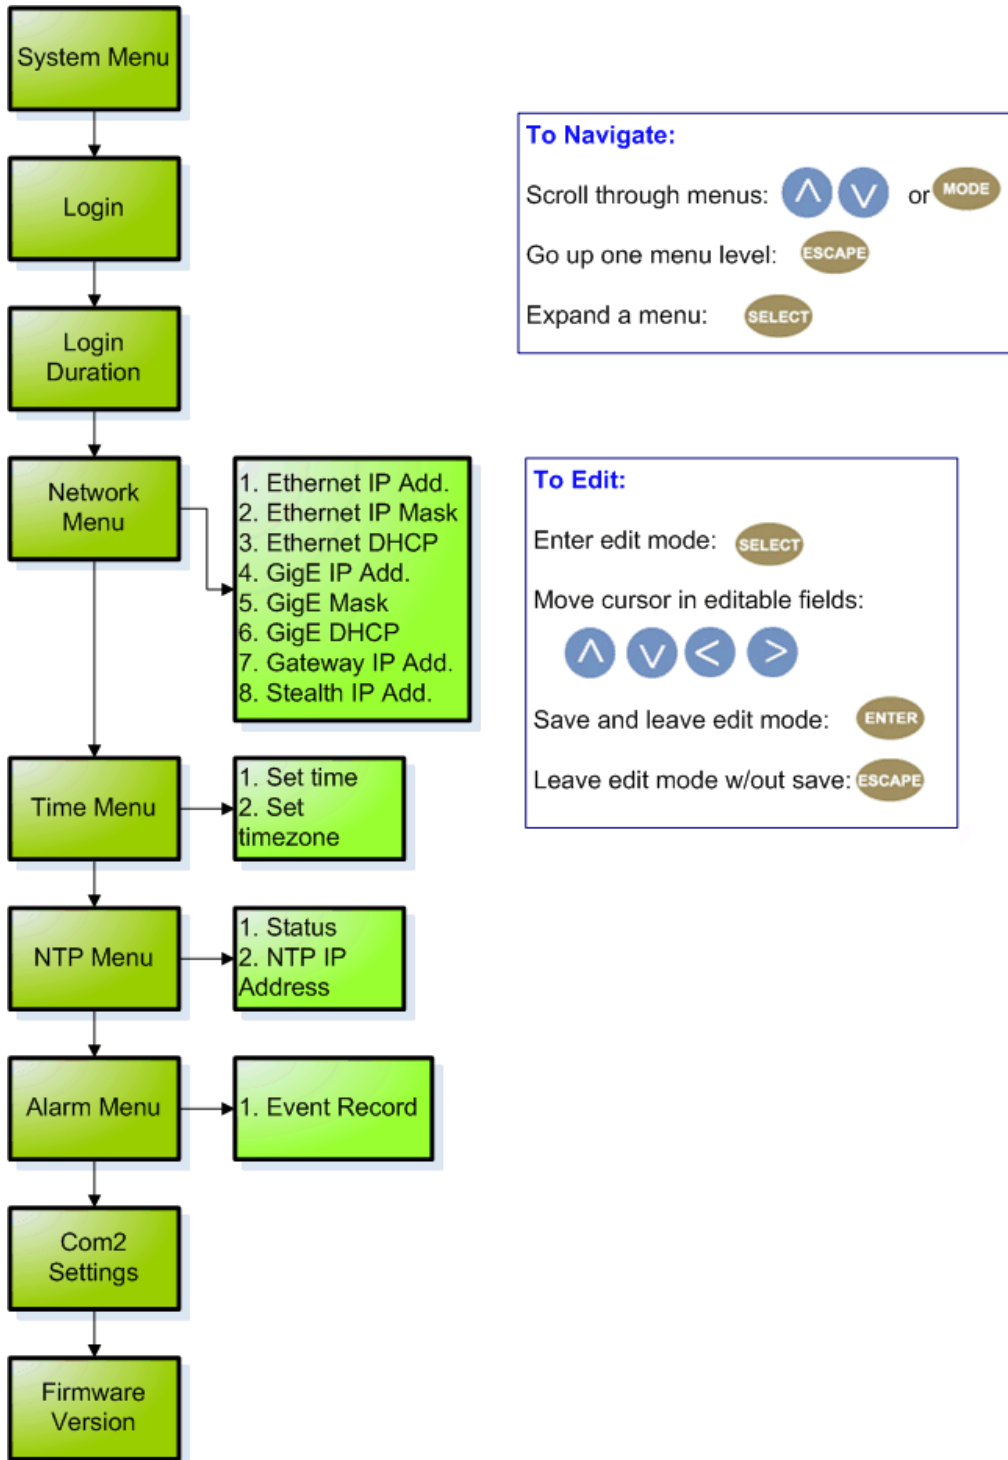 System Menu
Login
Login
Duration
Network
Menu
1. Ethernet IP Add.
2. Ethernet IP Mask
3. Ethernet DHCP
4. GigE IP Add.
5. GigE Mask
6. GigE DHCP
7. Gateway IP Add.
8. Stealth IP Add.
Time Menu
1. Set time
2. Set
timezone
NTP Menu
1. Status
2. NTP IP
Address
Alarm Menu
1. Event Record
Com2
Settings
Firmware
Version
To Navigate:
Scroll through menus: ᐱ ᐯ or MODE
Go up one menu level: ESCAPE
Expand a menu: SELECT
To Edit:
Enter edit mode: SELECT
Move cursor in editable fields:
ᐱ ᐯ < >
Save and leave edit mode: ENTER
Leave edit mode w/out save: ESCAPE